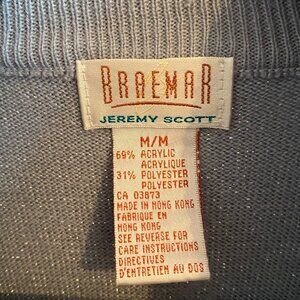 BRAEMAR
JEREMY SCOTT
M/M
69% ACRYLIC
ACRYLIQUE
31% POLYESTER
POLYESTER
CA 03873
MADE IN HONG KONG
FABRIQUE EN
HONG KONG
SEE REVERSE FOR
CARE INSTRUCTIONS
DIRECTIVES
D'ENTRETIEN AU DOS